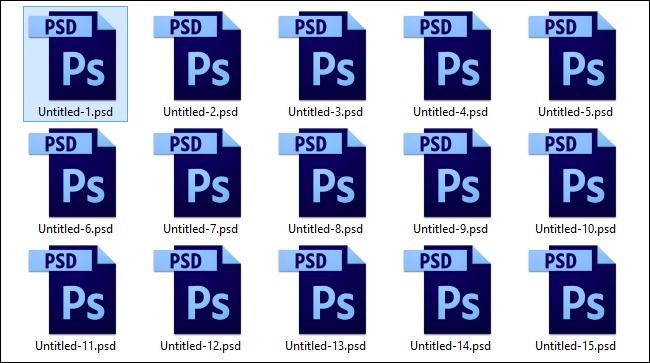 PSD PSD PSD PSD PSD
Ps Ps Ps Ps Ps
Untitled-1.psd Untitled-2.psd Untitled-3.psd Untitled-4.psd Untitled-5.psd
PSD PSD PSD PSD PSD
Ps Ps Ps Ps Ps
Untitled-6.psd Untitled-7.psd Untitled-8.psd Untitled-9.psd Untitled-10.psd
PSD PSD PSD PSD PSD
Ps Ps Ps Ps Ps
Untitled-11.psd Untitled-12.psd Untitled-13.psd Untitled-14.psd Untitled-15.psd